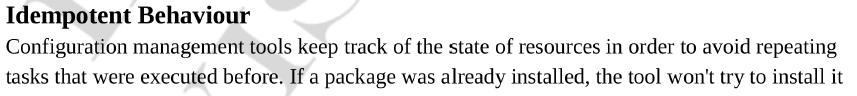 Idempotent Behaviour
Configuration management tools keep track of the state of resources in order to avoid repeating
tasks that were executed before. If a package was already installed, the tool won't try to install it